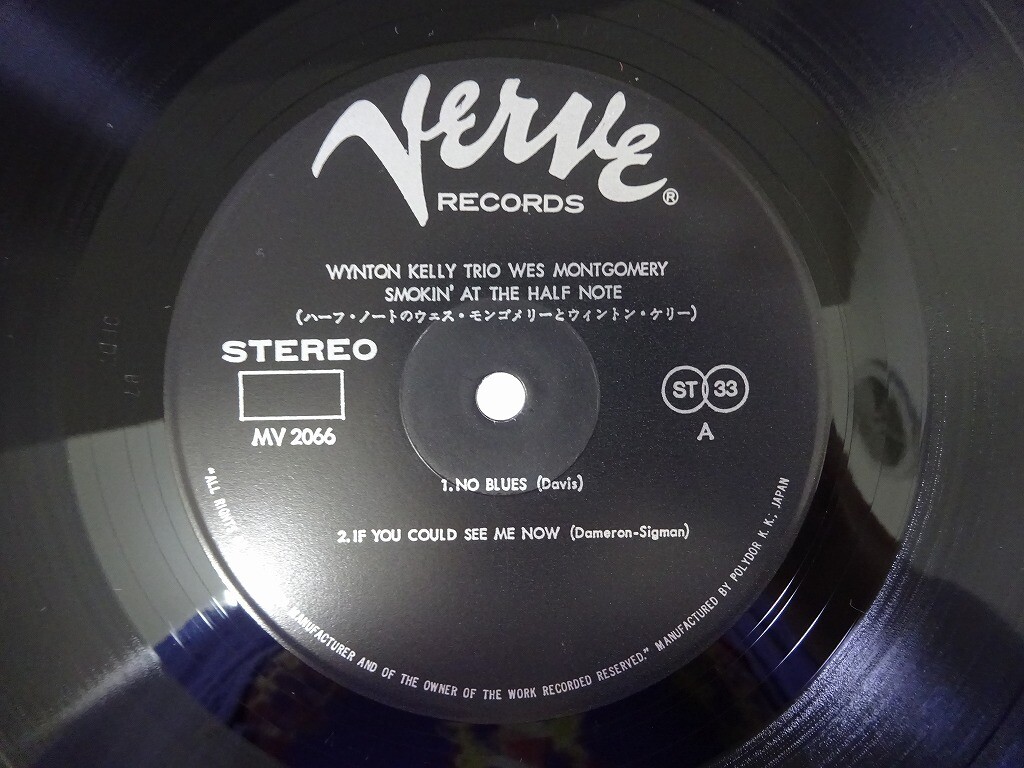 Verve
RECORDS
®
WYNTON KELLY TRIO WES MONTGOMERY
SMOKIN' AT THE HALF NOTE
(ハーフ・ノートのウェス・モンゴメリーとウィントン・ケリー)
STEREO
MV 2066
ST 33
A
1. NO BLUES (Davis)
2. IF YOU COULD SEE ME NOW (Dameron-Sigman)
"ALL MANUFACTURER AND OF THE OWNER OF THE WORK RECORDED RESERVED." MANUFACTURED BY POLYDOR K. K., JAPAN